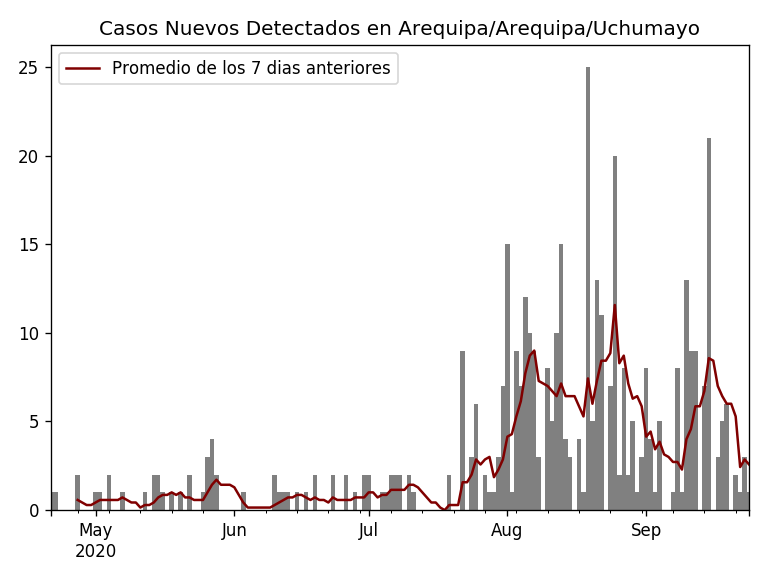 Casos Nuevos Detectados en Arequipa/Arequipa/Uchumayo
Promedio de los 7 dias anteriores
25
20
15
10
5
0
May Jun Jul Aug Sep
2020